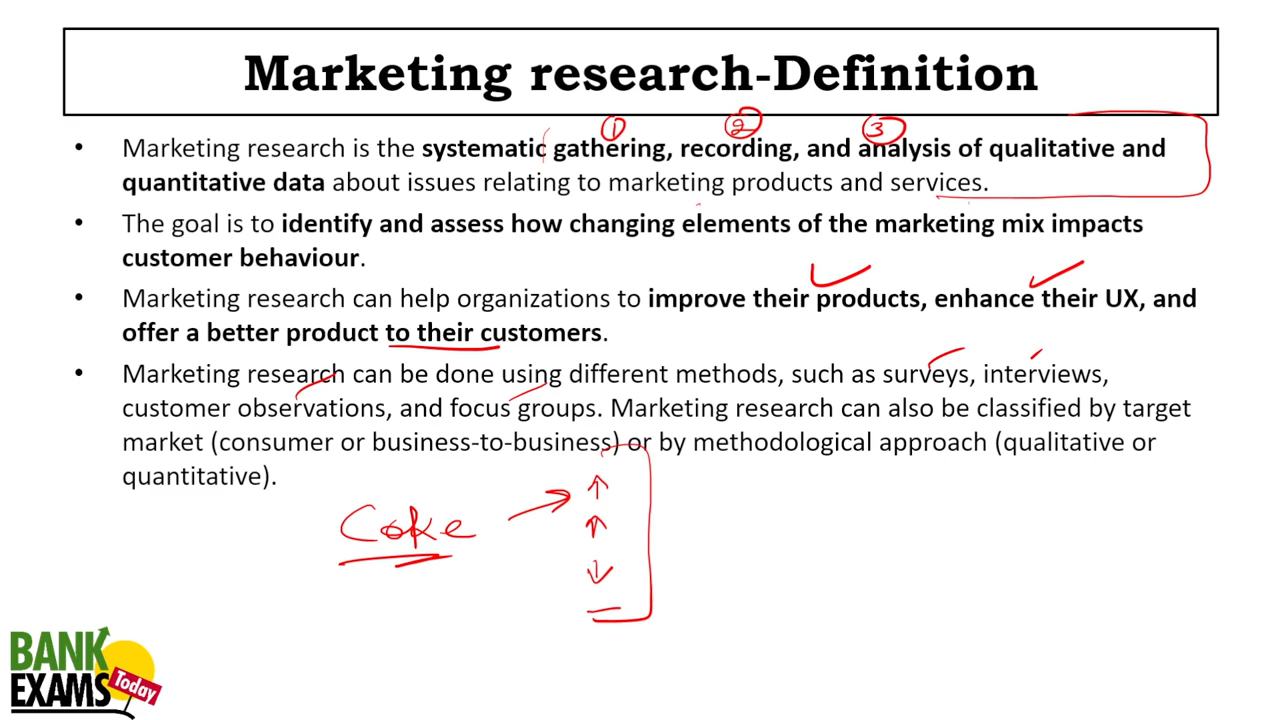 Marketing research-Definition
1 2 3
• Marketing research is the systematic gathering, recording, and analysis of qualitative and
quantitative data about issues relating to marketing products and services.
• The goal is to identify and assess how changing elements of the marketing mix impacts
customer behaviour.
• Marketing research can help organizations to improve their products, enhance their UX, and
offer a better product to their customers.
• Marketing research can be done using different methods, such as surveys, interviews,
customer observations, and focus groups. Marketing research can also be classified by target
market (consumer or business-to-business) or by methodological approach (qualitative or
quantitative).
Coke
BANK
EXAMS
Today